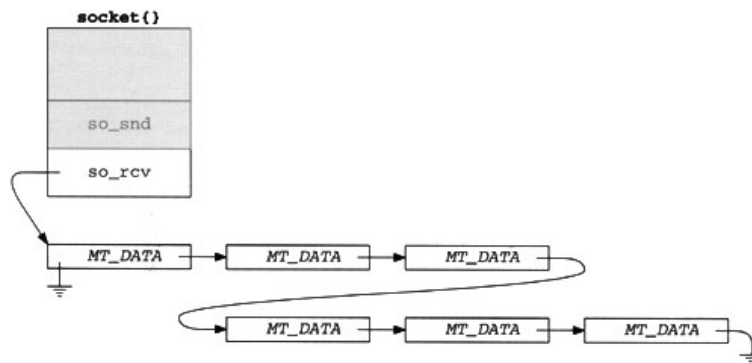 socket{}
so_snd
so_rcv
MT_DATA MT_DATA MT_DATA
MT_DATA MT_DATA MT_DATA